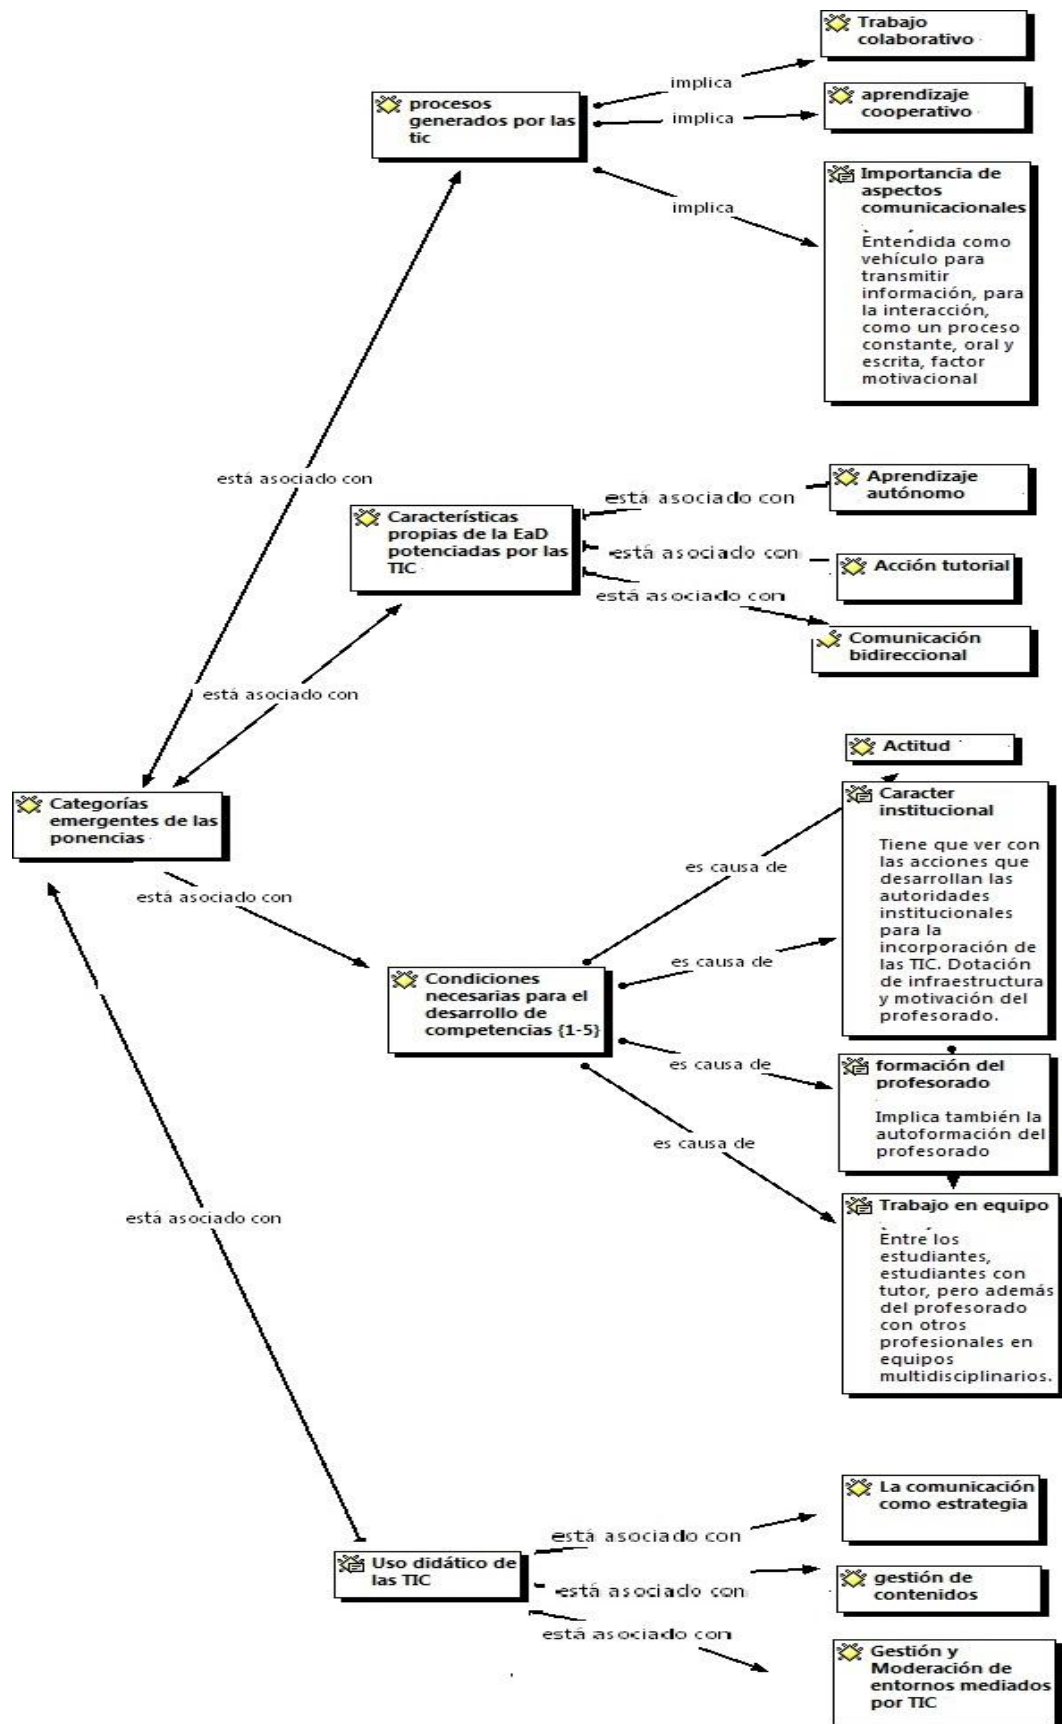 Trabajo
colaborativo
implica
procesos
generados por las
tic
aprendizaje
cooperativo
implica
Importancia de
aspectos
comunicacionales
implica
Entendida como
vehículo para
transmitir
información, para
la interacción,
como un proceso
constante, oral y
escrita, factor
motivacional
está asociado con
Aprendizaje
autónomo
está asociado con
Características
propias de la EaD
potenciadas por las
TIC
está asociado con
Acción tutorial
está asociado con
Comunicación
bidireccional
está asociado con
Actitud
Categorías
emergentes de las
ponencias
Caracter
institucional
Tiene que ver con
las acciones que
desarrollan las
autoridades
institucionales
para la
incorporación de
las TIC. Dotación
de infraestructura
y motivación del
profesorado.
es causa de
está asociado con
es causa de
Condiciones
necesarias para el
desarrollo de
competencias {1-5}
es causa de
formación del
profesorado
Implica también la
autoformación del
profesorado
es causa de
Trabajo en equipo
Entre los
estudiantes,
estudiantes con
tutor, pero además
del profesorado
con otros
profesionales en
equipos
multidisciplinarios.
está asociado con
La comunicación
como estrategia
está asociado con
Uso didático de
las TIC
gestión de
contenidos
está asociado con
está asociado con
Gestión y
Moderación de
entornos mediados
por TIC